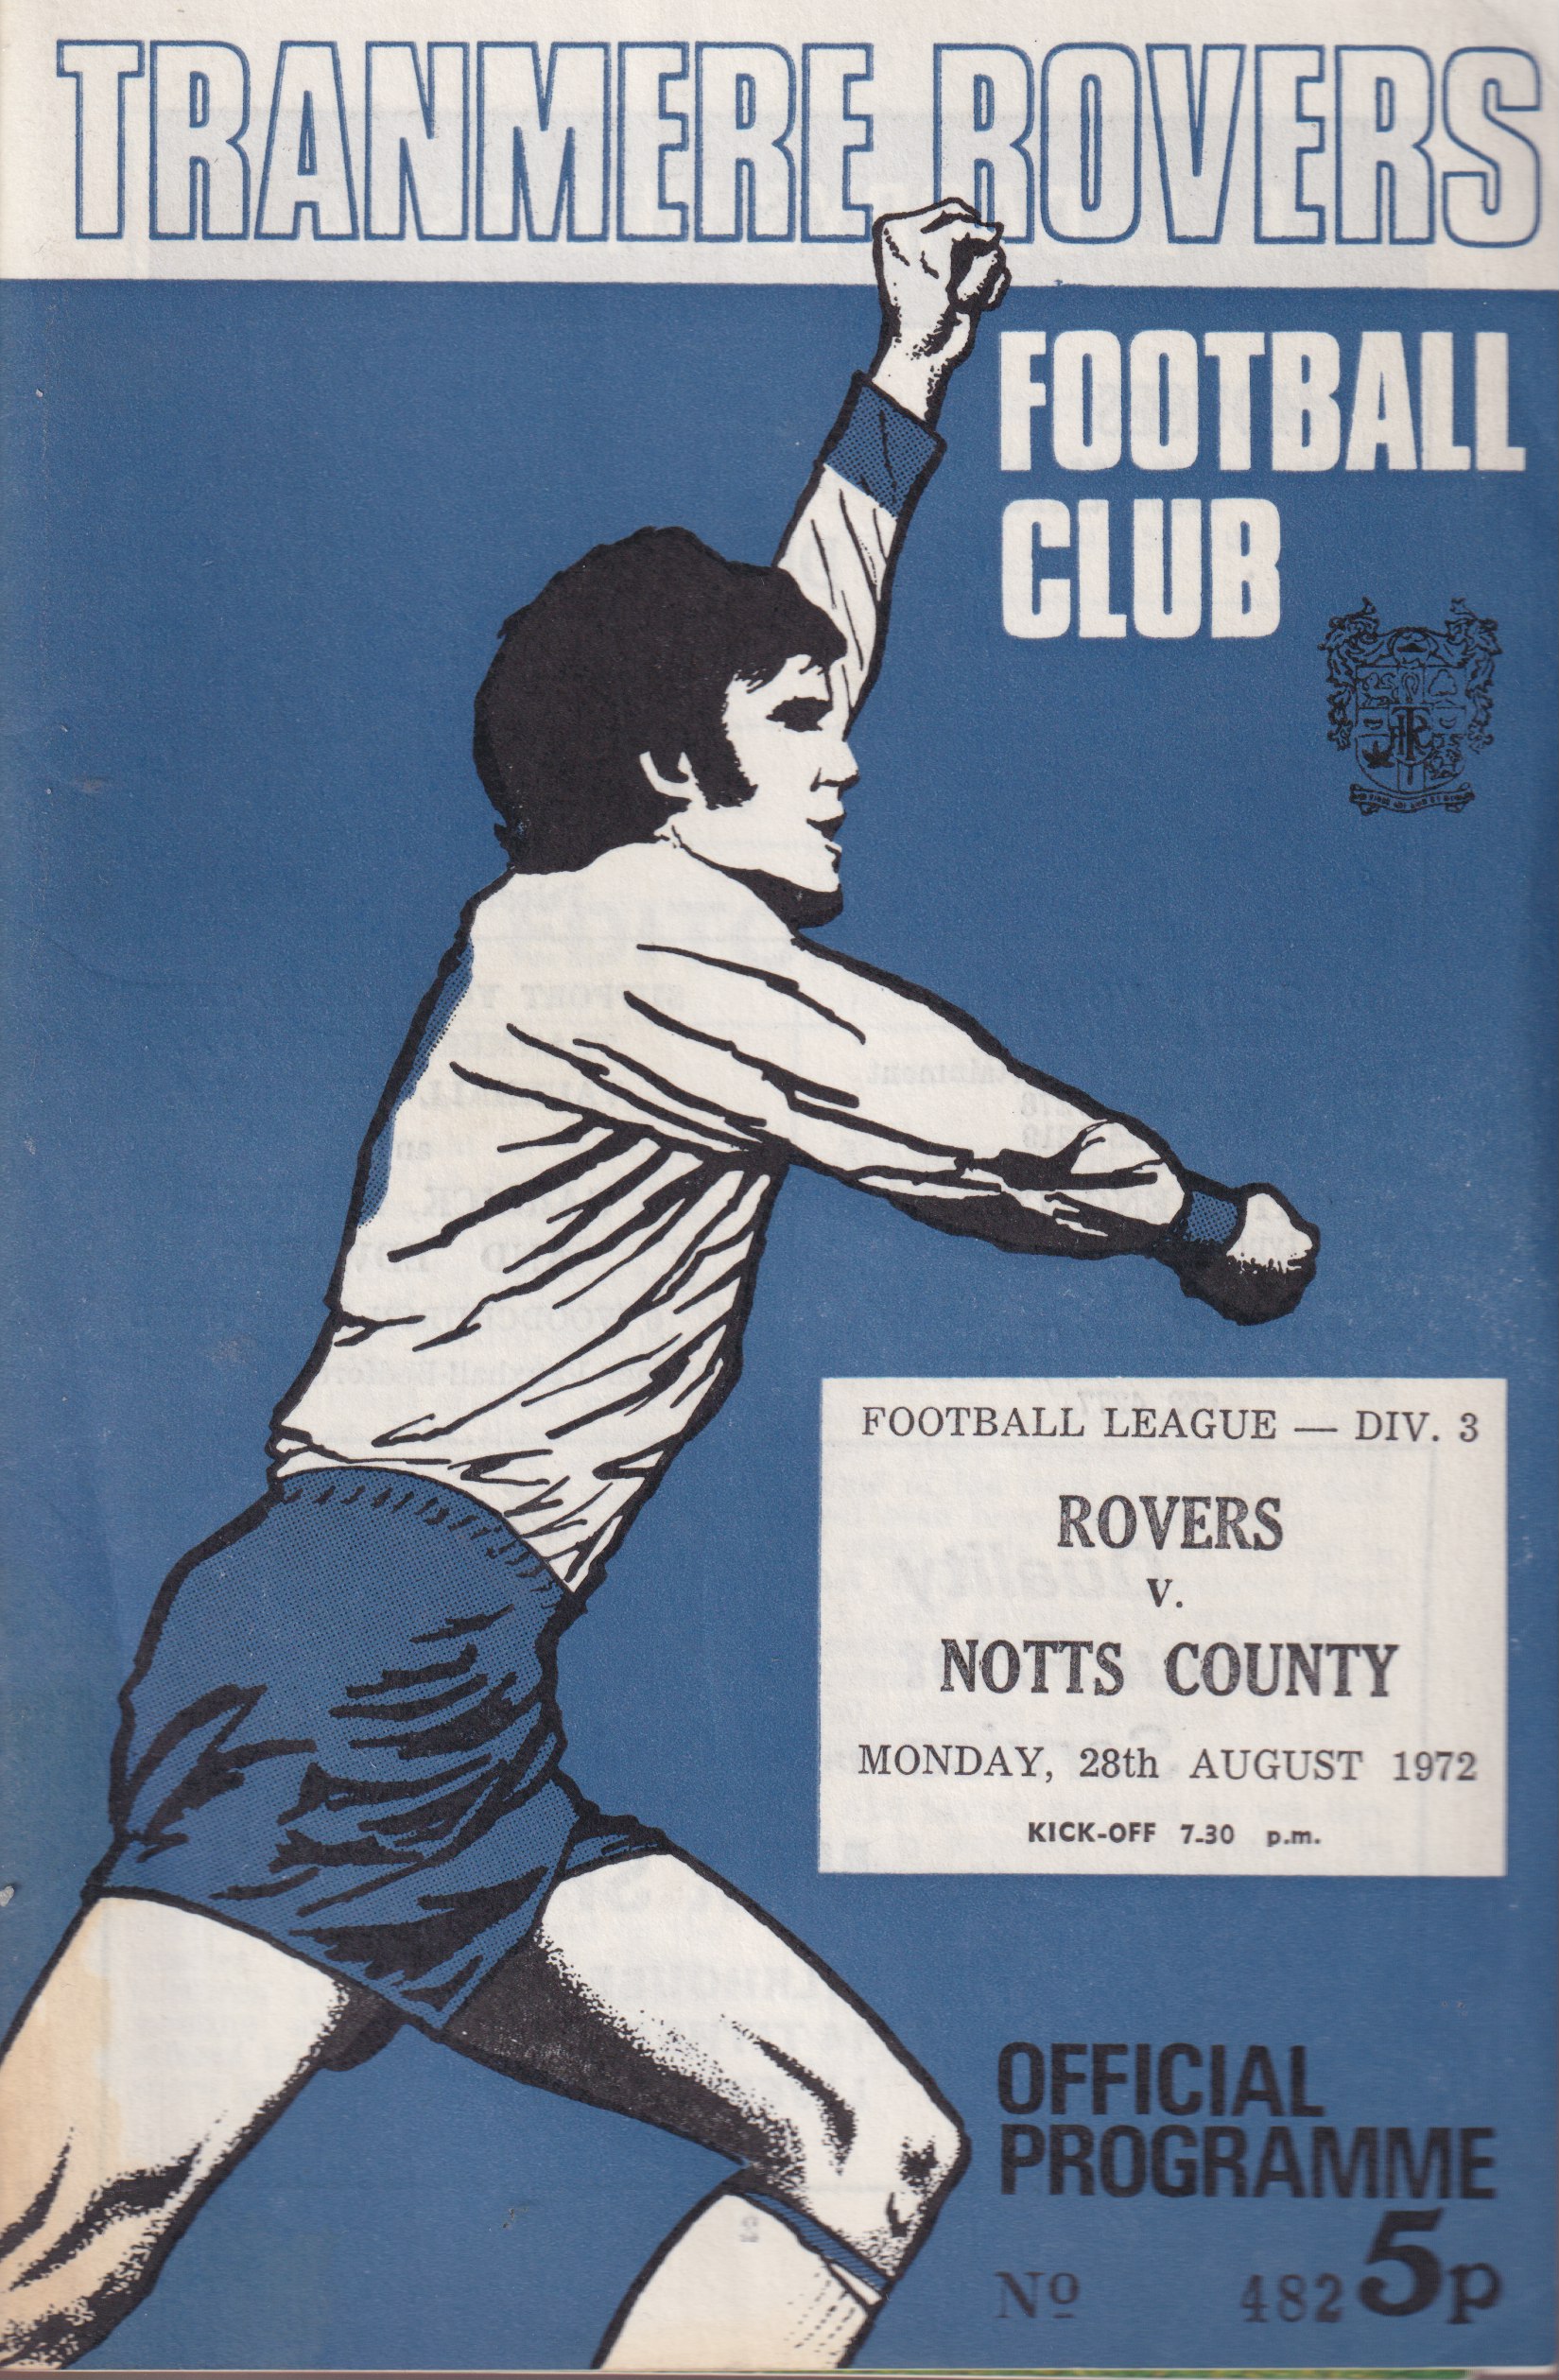 TRANMERE ROVERS
FOOTBALL
CLUB
FOOTBALL LEAGUE — DIV. 3
ROVERS
v.
NOTTS COUNTY
MONDAY, 28th AUGUST 1972
KICK-OFF 7-30 p.m.
OFFICIAL
PROGRAMME
5p
Nº 482